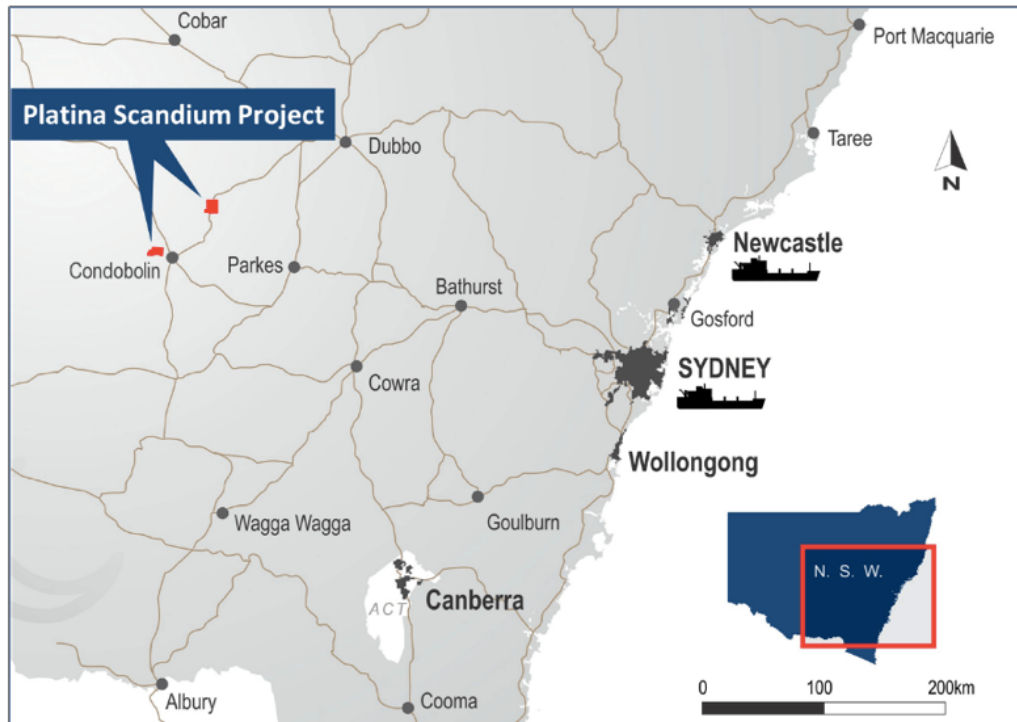 Cobar
Port Macquarie
Platina Scandium Project
Dubbo
Taree
N
Newcastle
Condobolin
Parkes
Bathurst
Gosford
SYDNEY
Cowra
Wollongong
Wagga Wagga
Goulburn
N. S. W.
ACT
Canberra
Albury
Cooma
0 100 200km